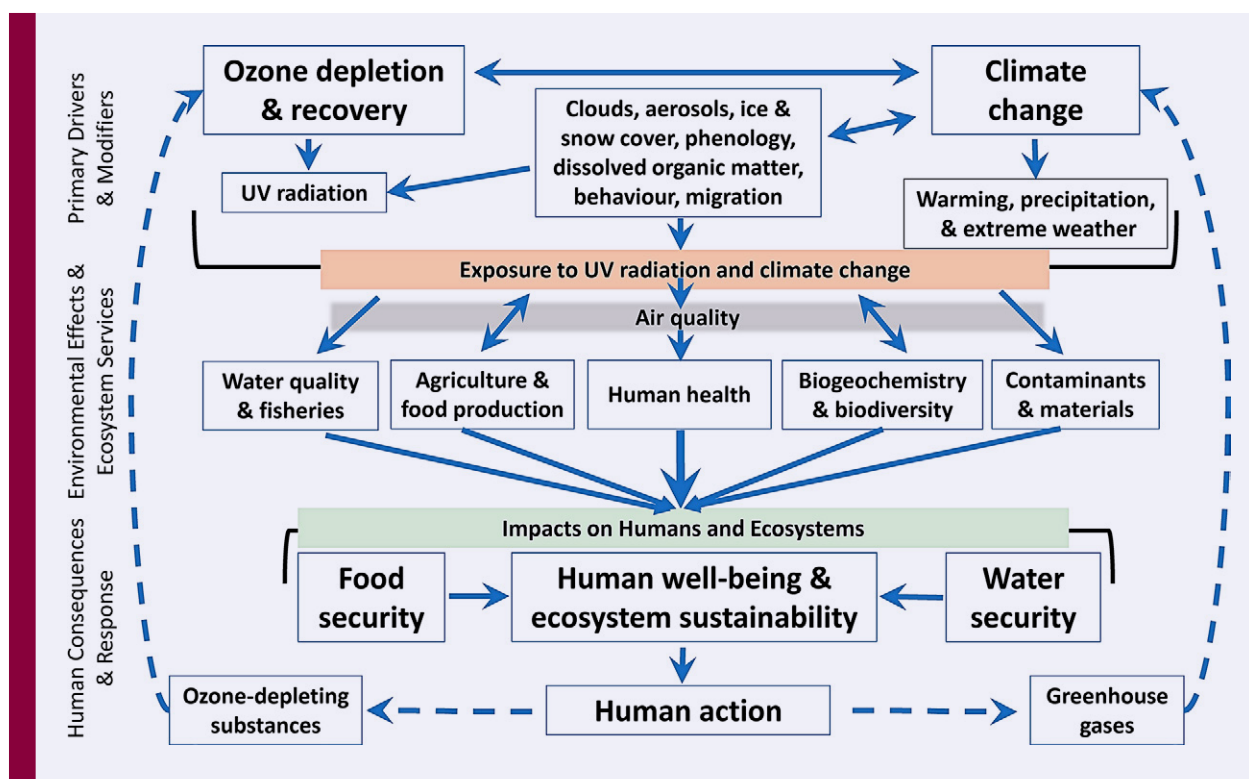 Primary Drivers
& Modifiers
Ozone depletion
& recovery
Clouds, aerosols, ice &
snow cover, phenology,
dissolved organic matter,
behaviour, migration
Climate
change
UV radiation
Warming, precipitation,
& extreme weather
Exposure to UV radiation and climate change
Environmental Effects &
Ecosystem Services
Air quality
Water quality
& fisheries
Agriculture &
food production
Human health
Biogeochemistry
& biodiversity
Contaminants
& materials
Human Consequences
& Response
Impacts on Humans and Ecosystems
Food
security
Human well-being &
ecosystem sustainability
Water
security
Ozone-depleting
substances
Human action
Greenhouse
gases